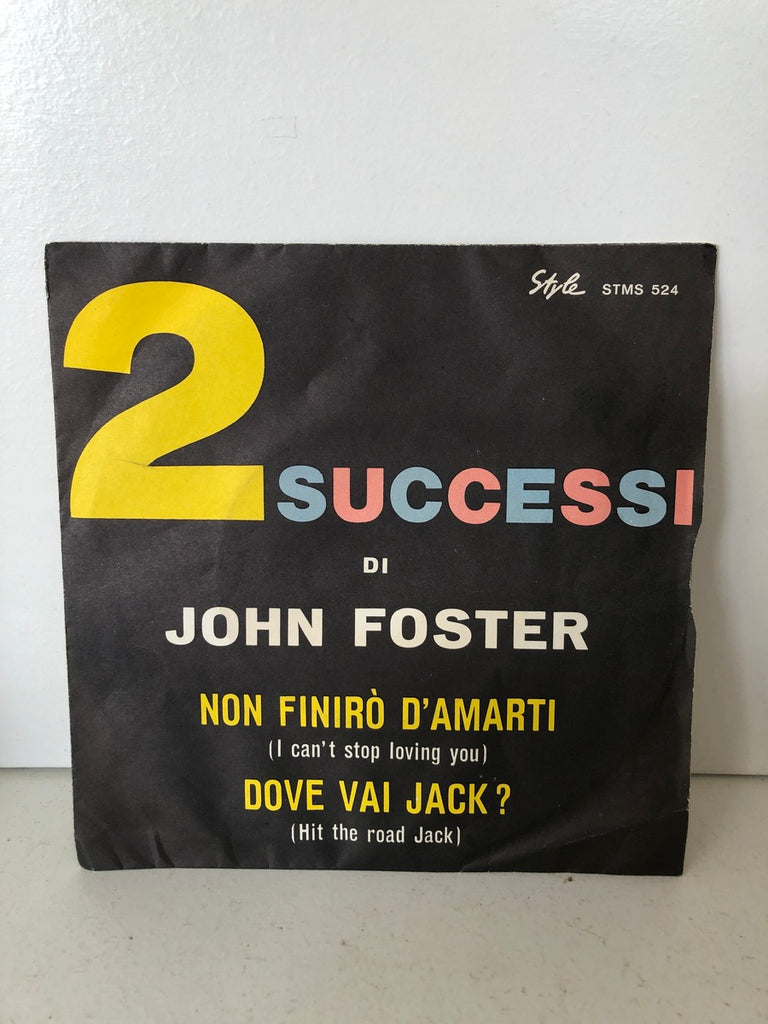 Style STMS 524
2 SUCCESSI
DI
JOHN FOSTER
NON FINIRÒ D'AMARTI
(I can't stop loving you)
DOVE VAI JACK?
(Hit the road Jack)